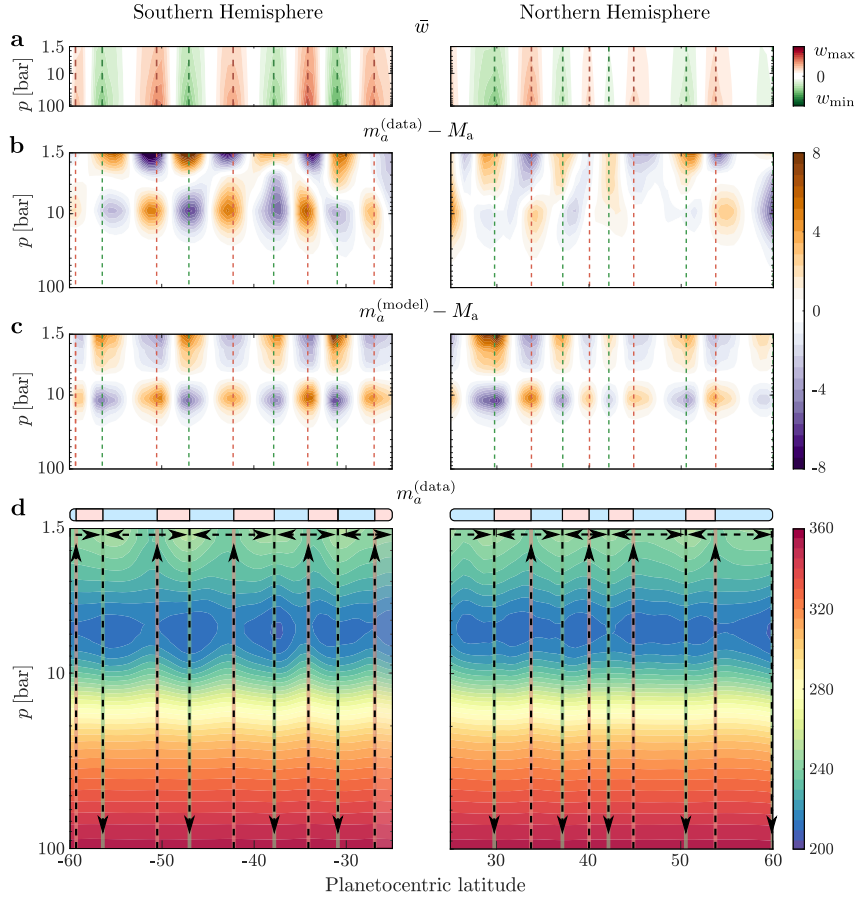 Southern Hemisphere Northern Hemisphere
w̄
a
1.5
10
100
p [bar]
w_max
0
w_min
m_a^(data) − M_a
b
1.5
10
100
p [bar]
8
4
0
-4
-8
m_a^(model) − M_a
c
1.5
10
100
p [bar]
m_a^(data)
d
1.5
10
100
p [bar]
-60 -50 -40 -30
30 40 50 60
360
320
280
240
200
Planetocentric latitude